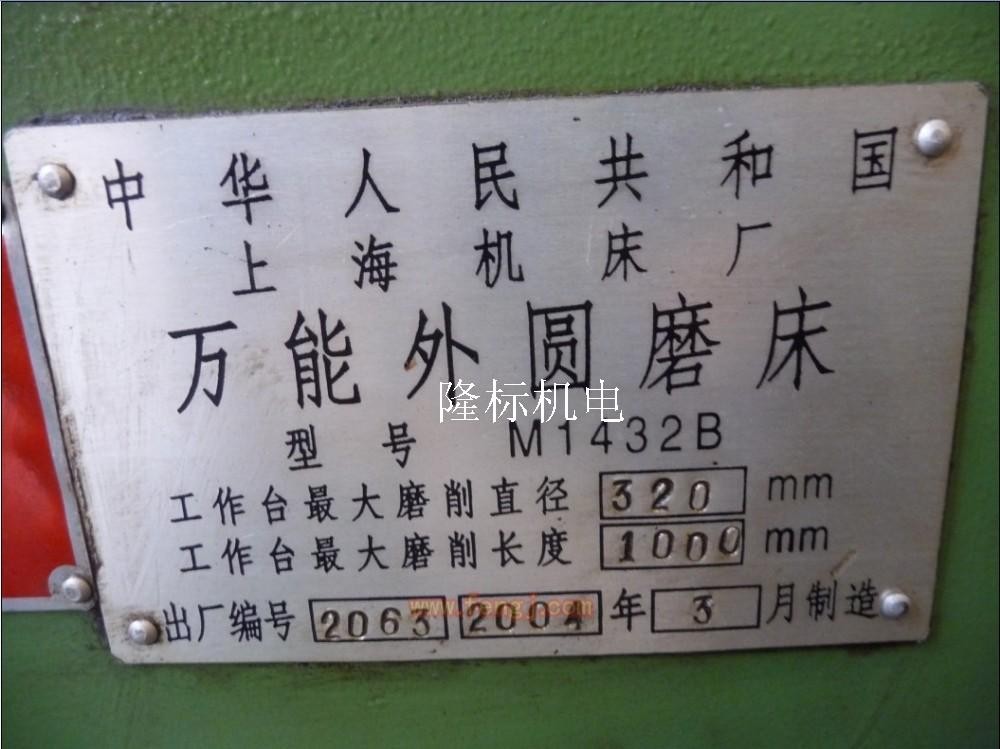 中华人民共和国
上海机床厂
万能外圆磨床
隆标机电
型号 M1432B
工作台最大磨削直径 320 mm
工作台最大磨削长度 1000 mm
出厂编号 2063 2004 年 3 月制造
www.fengj.com